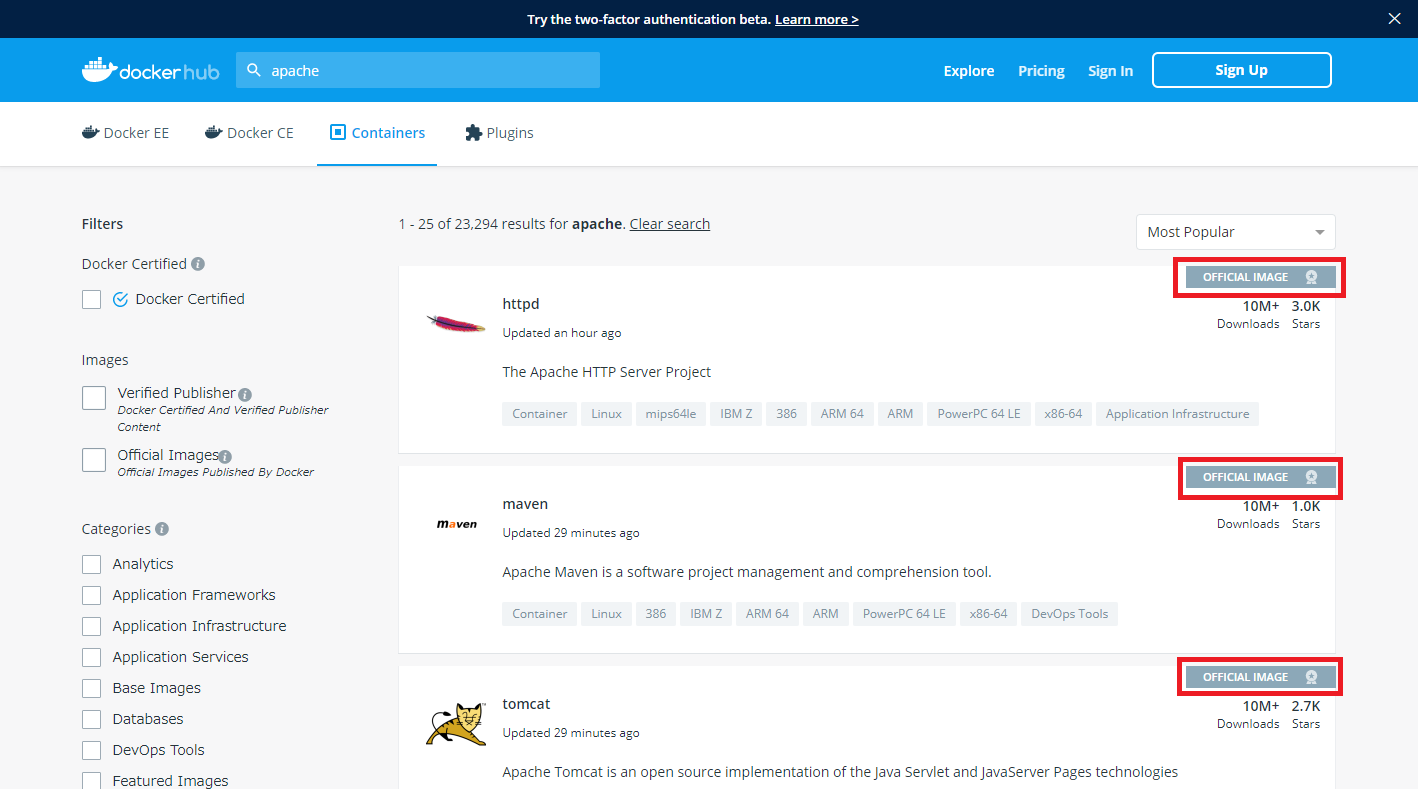 Try the two-factor authentication beta. Learn more >
docker hub
apache
Explore Pricing Sign In Sign Up
Docker EE Docker CE Containers Plugins
Filters
Docker Certified
Docker Certified
Images
Verified Publisher
Docker Certified And Verified Publisher
Content
Official Images
Official Images Published By Docker
Categories
Analytics
Application Frameworks
Application Infrastructure
Application Services
Base Images
Databases
DevOps Tools
Featured Images
1 - 25 of 23,294 results for apache. Clear search
Most Popular
OFFICIAL IMAGE
httpd
10M+ 3.0K
Downloads Stars
Updated an hour ago
The Apache HTTP Server Project
Container Linux mips64le IBM Z 386 ARM 64 ARM PowerPC 64 LE x86-64 Application Infrastructure
OFFICIAL IMAGE
maven
maven
10M+ 1.0K
Downloads Stars
Updated 29 minutes ago
Apache Maven is a software project management and comprehension tool.
Container Linux 386 IBM Z ARM 64 ARM PowerPC 64 LE x86-64 DevOps Tools
OFFICIAL IMAGE
tomcat
10M+ 2.7K
Downloads Stars
Updated 29 minutes ago
Apache Tomcat is an open source implementation of the Java Servlet and JavaServer Pages technologies